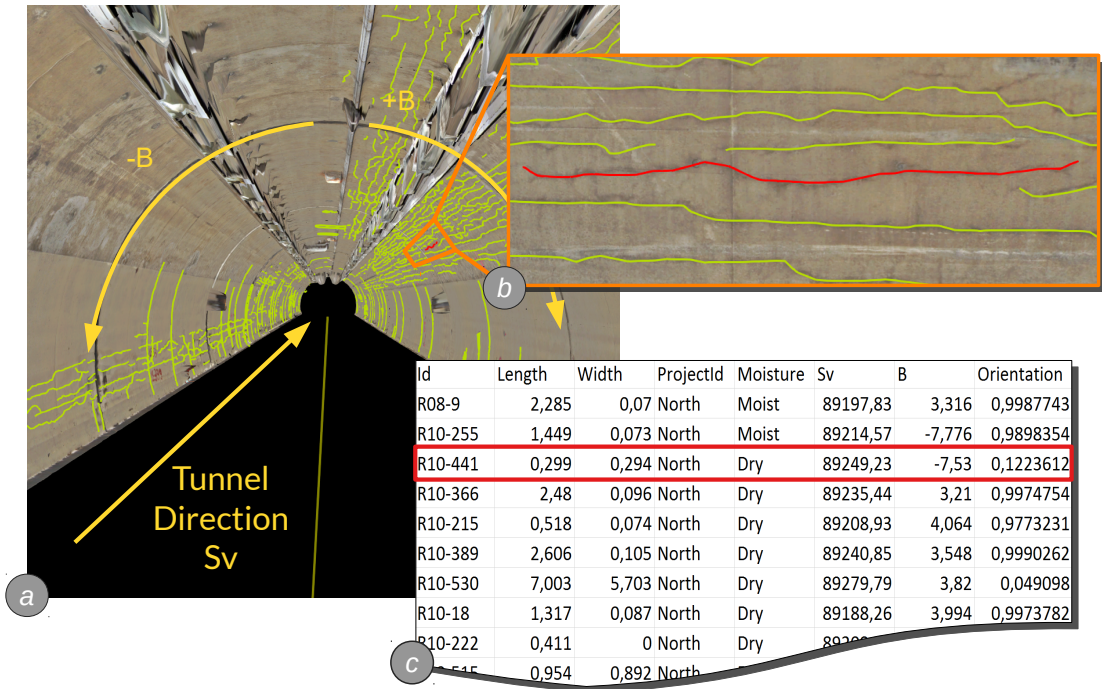 -B
+B
b
Tunnel
Direction
Sv
a
Id Length Width ProjectId Moisture Sv B Orientation
R08-9 2,285 0,07 North Moist 89197,83 3,316 0,9987743
R10-255 1,449 0,073 North Moist 89214,57 -7,776 0,9898354
R10-441 0,299 0,294 North Dry 89249,23 -7,53 0,1223612
R10-366 2,48 0,096 North Dry 89235,44 3,21 0,9974754
R10-215 0,518 0,074 North Dry 89208,93 4,064 0,9773231
R10-389 2,606 0,105 North Dry 89240,85 3,548 0,9990262
R10-530 7,003 5,703 North Dry 89279,79 3,82 0,049098
R10-18 1,317 0,087 North Dry 89188,26 3,994 0,9973782
R10-222 0,411 0 North Dry
0,954 0,892 North
c